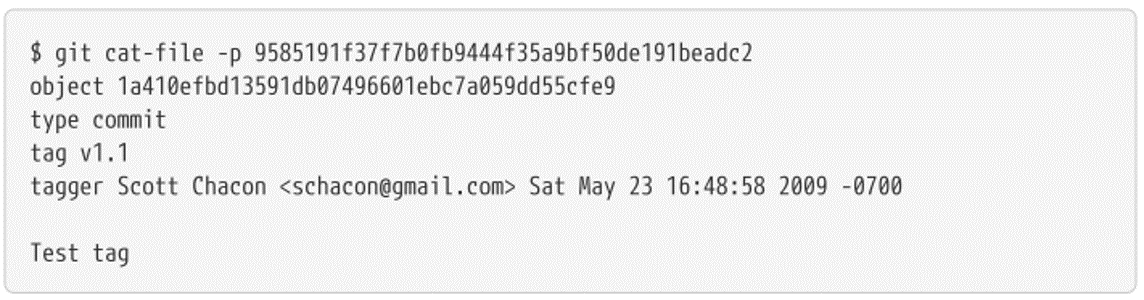 $ git cat-file -p 9585191f37f7b0fb9444f35a9bf50de191beadc2
object 1a410efbd13591db07496601ebc7a059dd55cfe9
type commit
tag v1.1
tagger Scott Chacon <schacon@gmail.com> Sat May 23 16:48:58 2009 -0700

Test tag